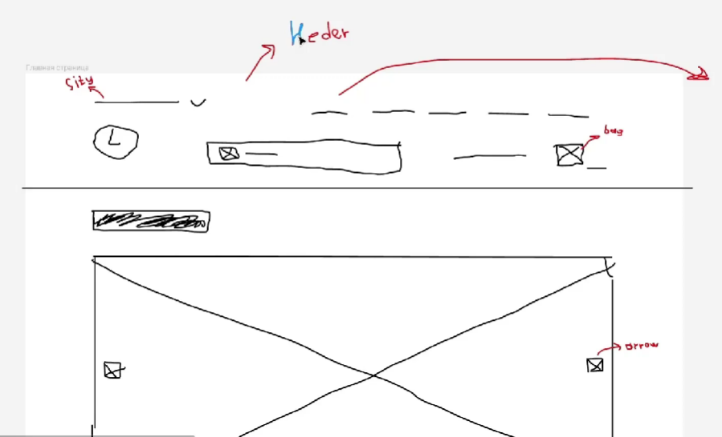 Heder
Главная страница
Sity
L
bag
arrow